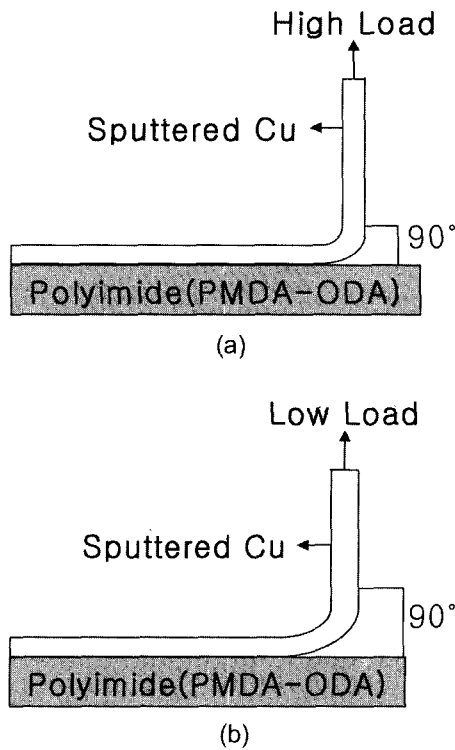 High Load
Sputtered Cu
90°
Polyimide(PMDA-ODA)
(a)
Low Load
Sputtered Cu
90°
Polyimide(PMDA-ODA)
(b)